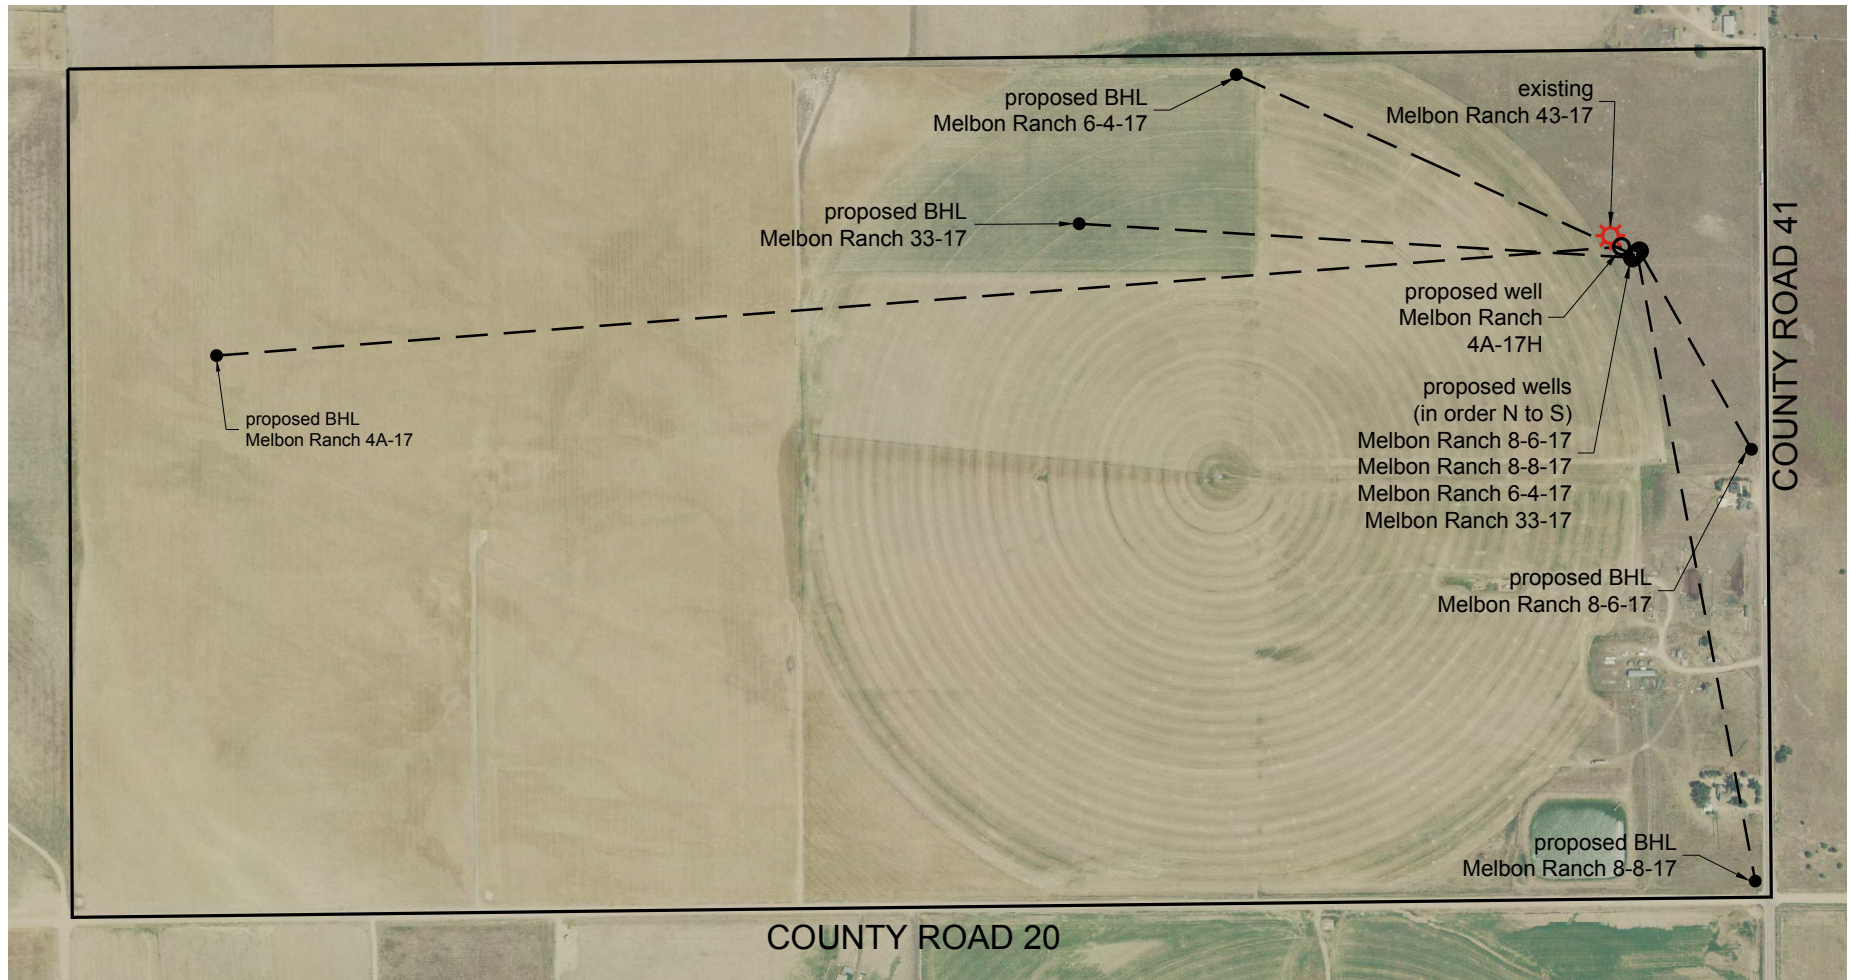 proposed BHL
Melbon Ranch 6-4-17
existing
Melbon Ranch 43-17
proposed BHL
Melbon Ranch 33-17
COUNTY ROAD 41
proposed well
Melbon Ranch
4A-17H
proposed BHL
Melbon Ranch 4A-17
proposed wells
(in order N to S)
Melbon Ranch 8-6-17
Melbon Ranch 8-8-17
Melbon Ranch 6-4-17
Melbon Ranch 33-17
proposed BHL
Melbon Ranch 8-6-17
proposed BHL
Melbon Ranch 8-8-17
COUNTY ROAD 20